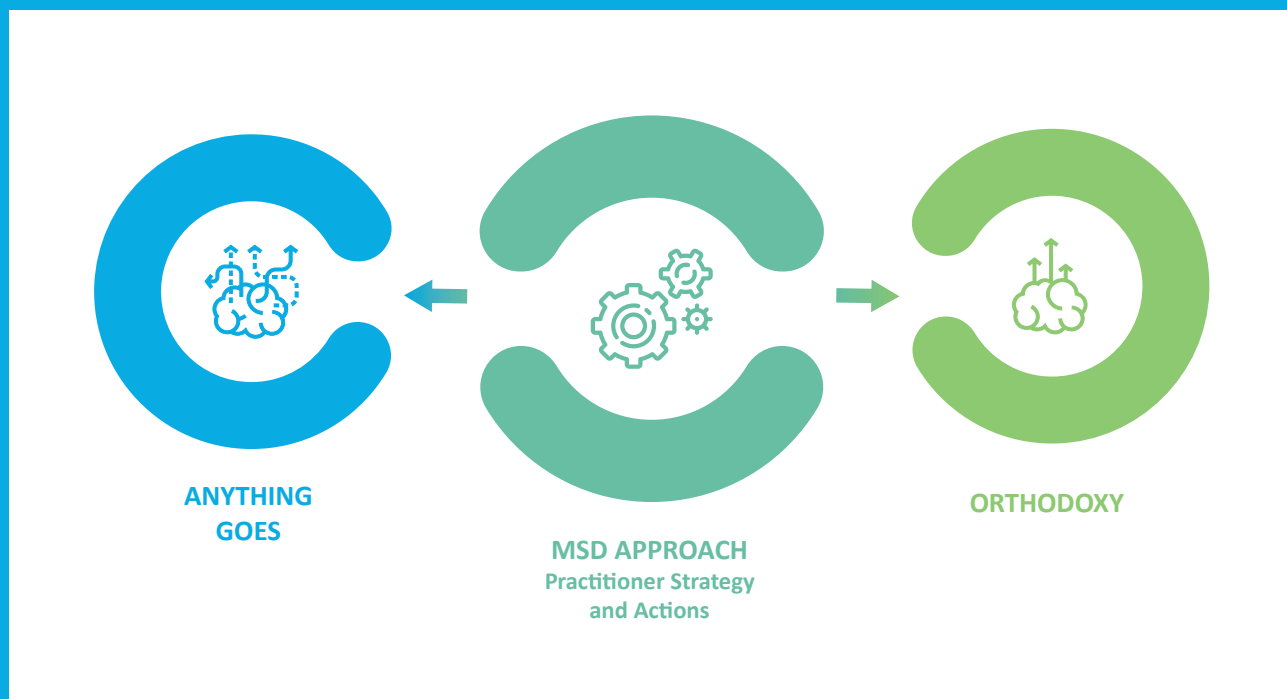 ANYTHING
GOES
MSD APPROACH
Practitioner Strategy
and Actions
ORTHODOXY